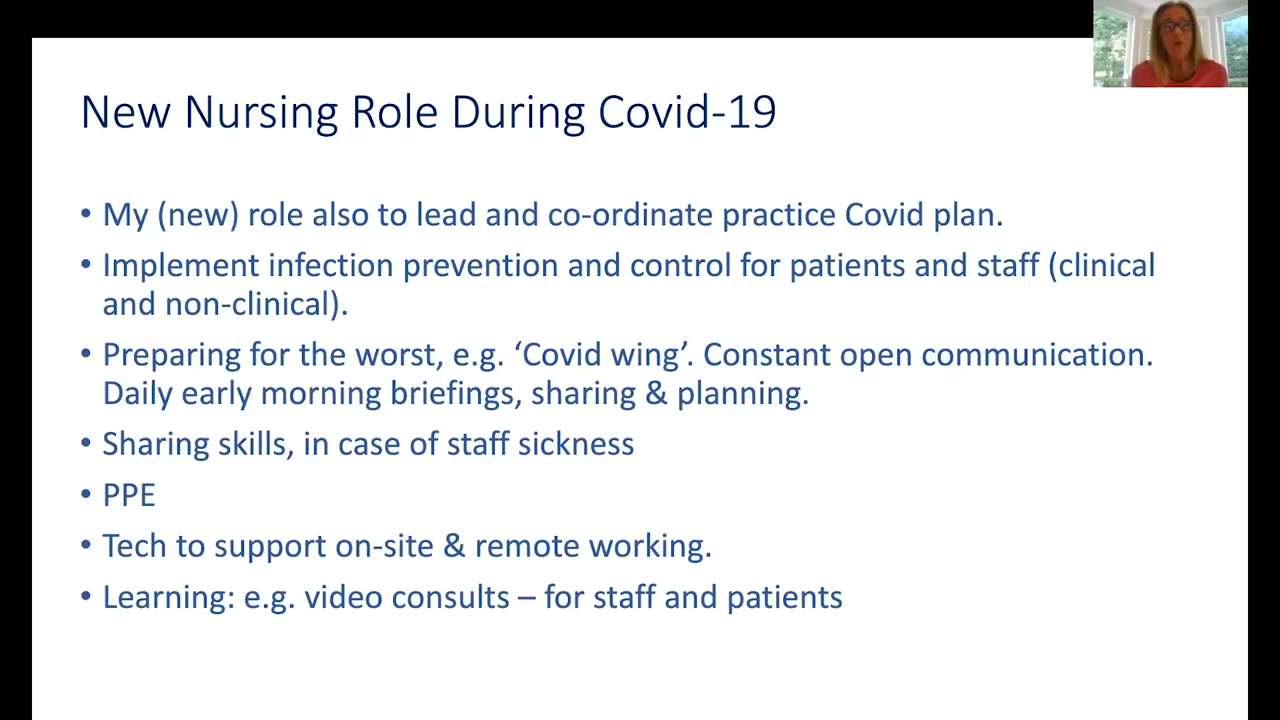 New Nursing Role During Covid-19
• My (new) role also to lead and co-ordinate practice Covid plan.
• Implement infection prevention and control for patients and staff (clinical
and non-clinical).
• Preparing for the worst, e.g. ‘Covid wing’. Constant open communication.
Daily early morning briefings, sharing & planning.
• Sharing skills, in case of staff sickness
• PPE
• Tech to support on-site & remote working.
• Learning: e.g. video consults – for staff and patients